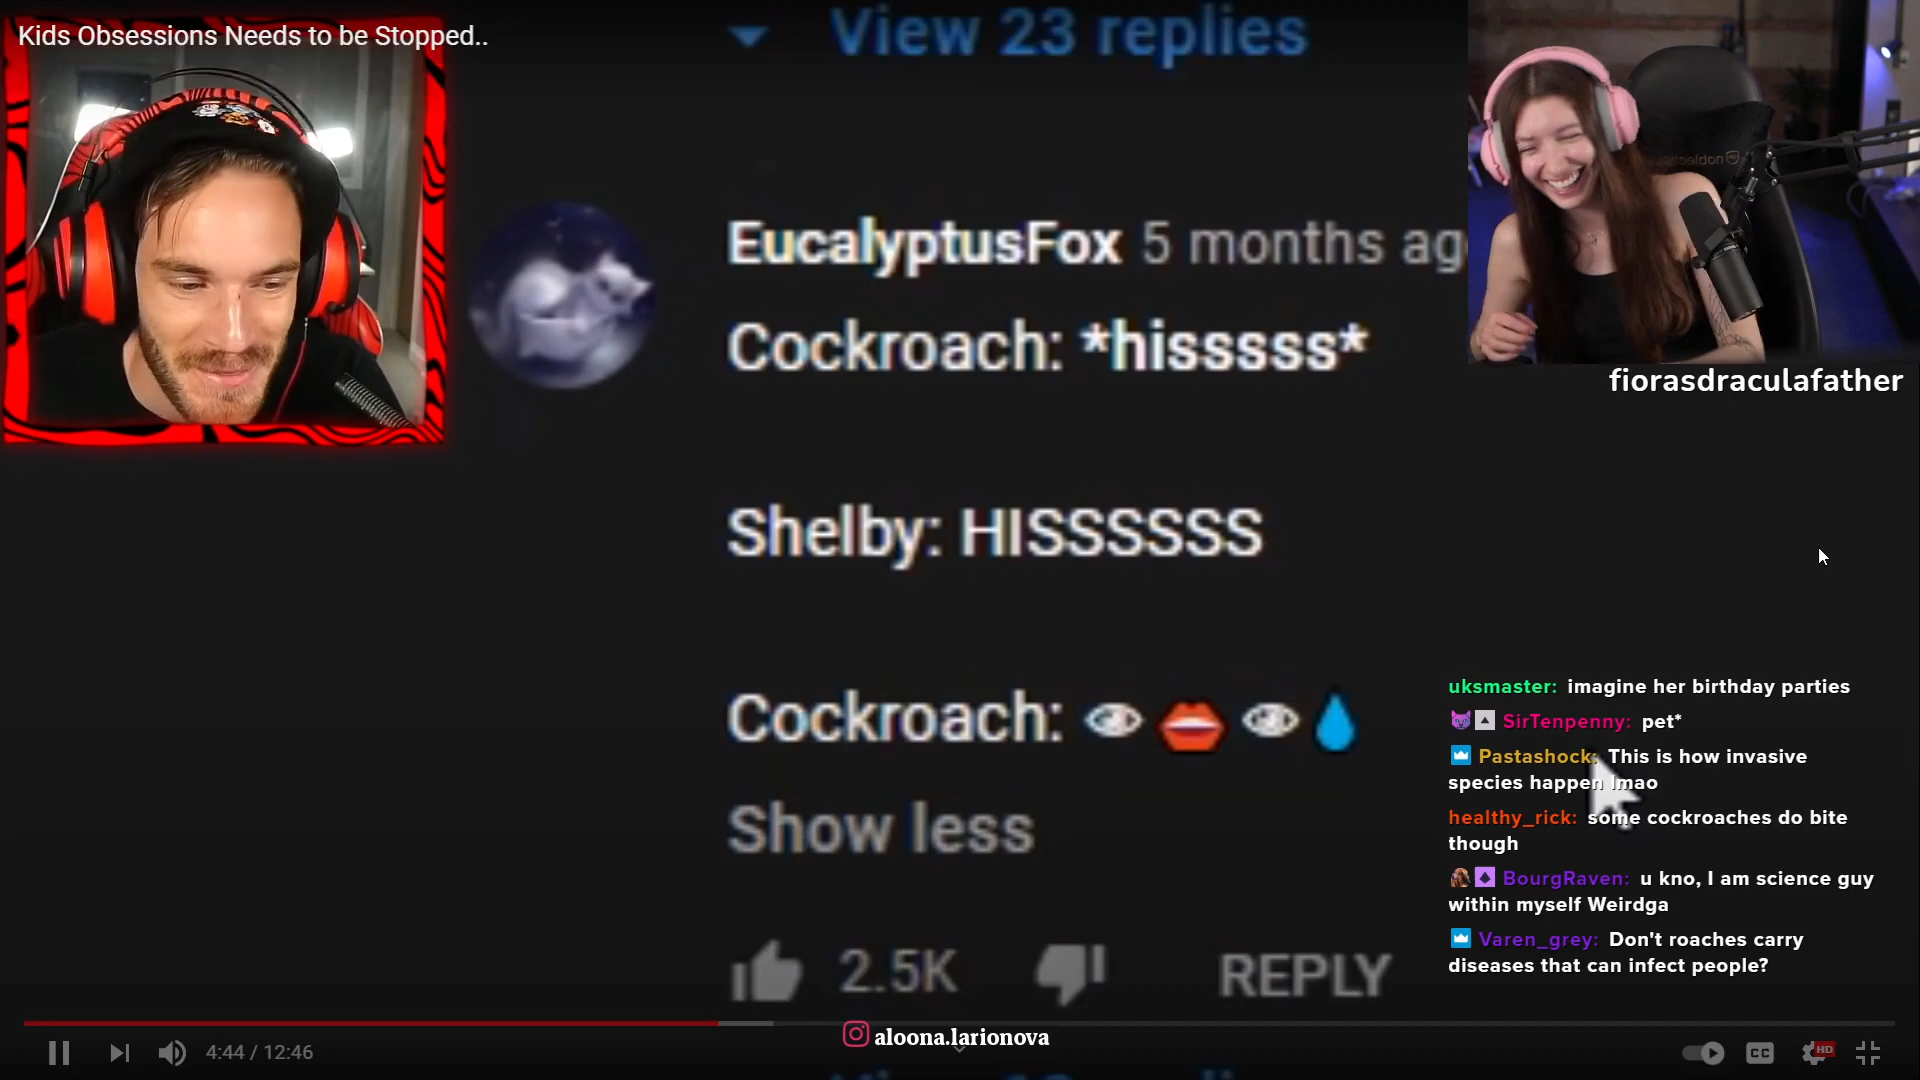 Kids Obsessions Needs to be Stopped..
View 23 replies
EucalyptusFox 5 months ag
Cockroach: *hisssss*
Shelby: HISSSSSS
Cockroach: 👁👄👁💧
Show less
2.5K
REPLY
fiorasdraculafather
uksmaster: imagine her birthday parties
SirTenpenny: pet*
Pastashock: This is how invasive
species happen lmao
healthy_rick: some cockroaches do bite
though
BourgRaven: u kno, I am science guy
within myself Weirdga
Varen_grey: Don't roaches carry
diseases that can infect people?
aloona.larionova
4:44 / 12:46
CC
HD